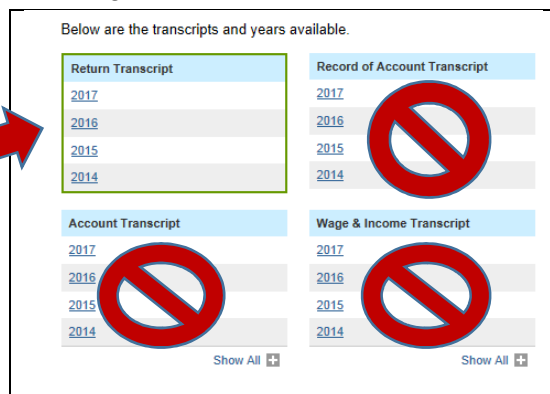 Below are the transcripts and years available.
Return Transcript
2017
2016
2015
2014
Record of Account Transcript
2017
2016
2015
2014
Account Transcript
2017
2016
2015
2014
Show All
Wage & Income Transcript
2017
2016
2015
2014
Show All